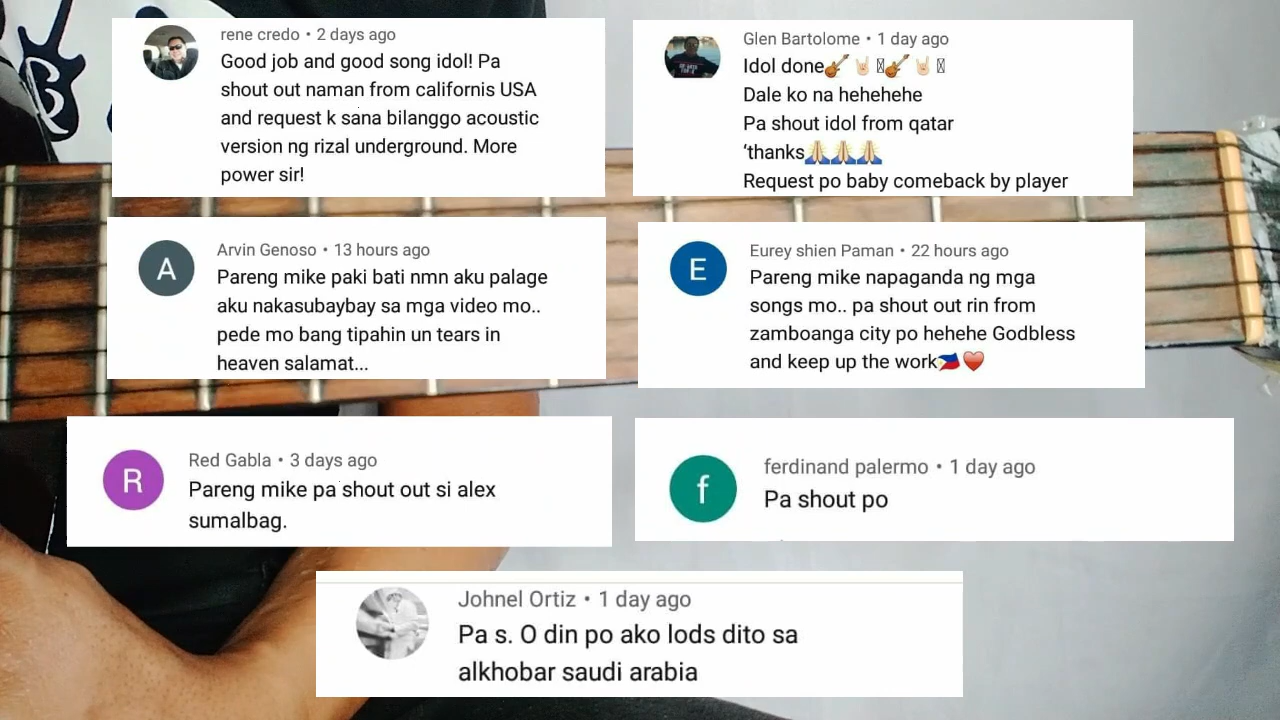 rene credo • 2 days ago
Good job and good song idol! Pa
shout out naman from californis USA
and request k sana bilanggo acoustic
version ng rizal underground. More
power sir!
Glen Bartolome • 1 day ago
Idol done🎸🤘🏻🎸🤘🏻
Dale ko na hehehehe
Pa shout idol from qatar
‘thanks🙏🙏🙏
Request po baby comeback by player
A
Arvin Genoso • 13 hours ago
Pareng mike paki bati nmn aku palage
aku nakasubaybay sa mga video mo..
pede mo bang tipahin un tears in
heaven salamat...
E
Eurey shien Paman • 22 hours ago
Pareng mike napaganda ng mga
songs mo.. pa shout out rin from
zamboanga city po hehehe Godbless
and keep up the work🇵🇭❤️
R
Red Gabla • 3 days ago
Pareng mike pa shout out si alex
sumalbag.
f
ferdinand palermo • 1 day ago
Pa shout po
Johnel Ortiz • 1 day ago
Pa s. O din po ako lods dito sa
alkhobar saudi arabia